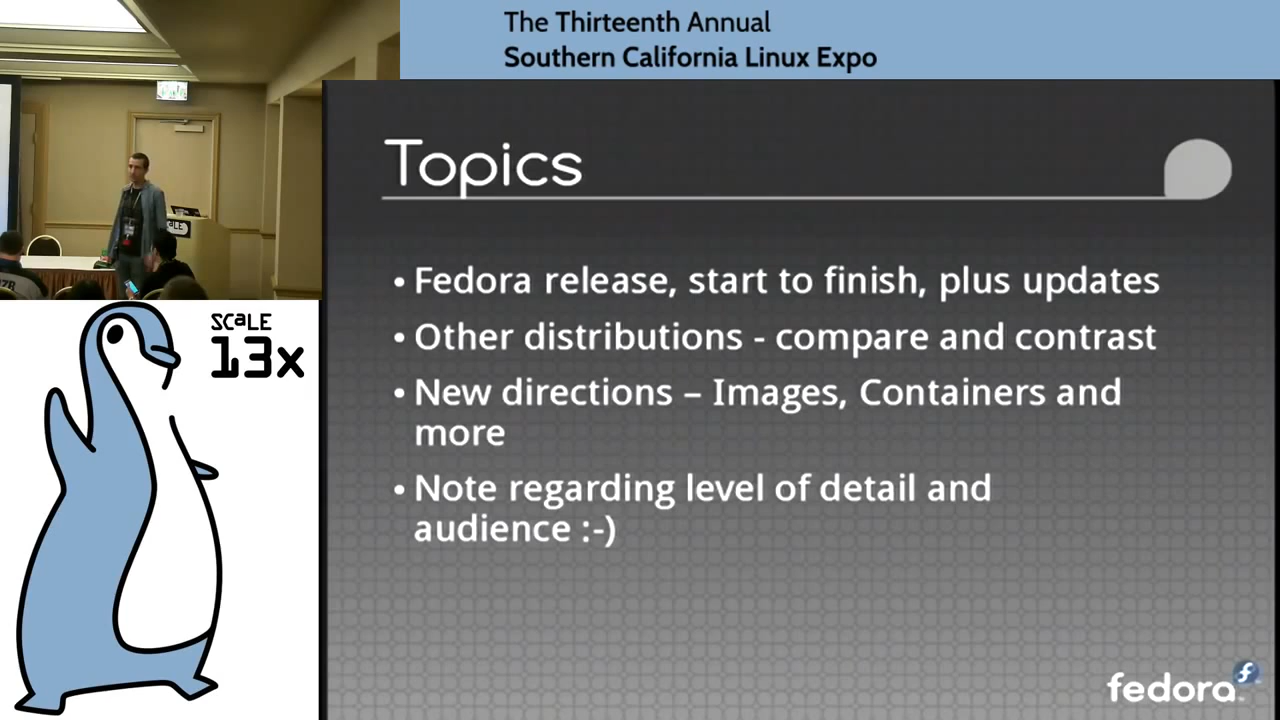 The Thirteenth Annual
Southern California Linux Expo
SCaLE
13x
Topics
• Fedora release, start to finish, plus updates
• Other distributions - compare and contrast
• New directions – Images, Containers and
more
• Note regarding level of detail and
audience :-)
fedora